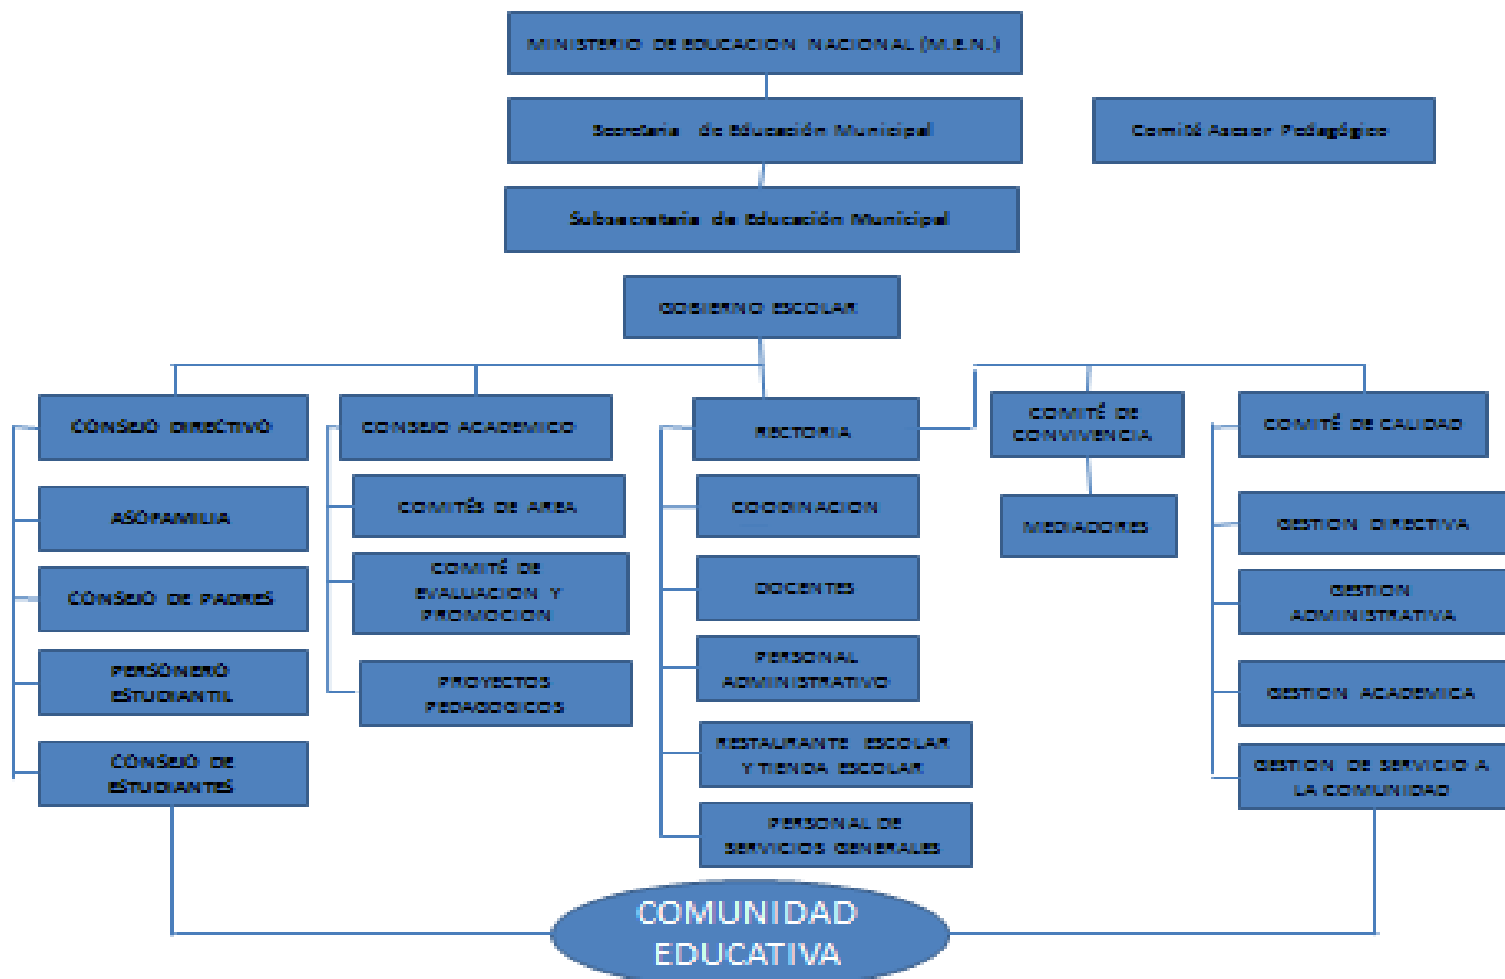 MINISTERIO DE EDUCACION NACIONAL (M.E.N.)
Secretaria de Educación Municipal
Comité Asesor Pedagógico
Subsecretaria de Educación Municipal
GOBIERNO ESCOLAR
CONSEJO DIRECTIVO
CONSEJO ACADEMICO
RECTORIA
COMITÉ DE
CONVIVENCIA
COMITÉ DE CALIDAD
ASOFAMILIA
COMITÉS DE AREA
COODINACION
MEDIADORES
GESTION DIRECTIVA
CONSEJO DE PADRES
COMITÉ DE
EVALUACION Y
PROMOCION
DOCENTES
GESTION
ADMINISTRATIVA
PERSONERO
ESTUDIANTIL
PROYECTOS
PEDAGOGICOS
PERSONAL
ADMINISTRATIVO
GESTION ACADEMICA
CONSEJO DE
ESTUDIANTES
RESTAURANTE ESCOLAR
Y TIENDA ESCOLAR
GESTION DE SERVICIO A
LA COMUNIDAD
PERSONAL DE
SERVICIOS GENERALES
COMUNIDAD
EDUCATIVA